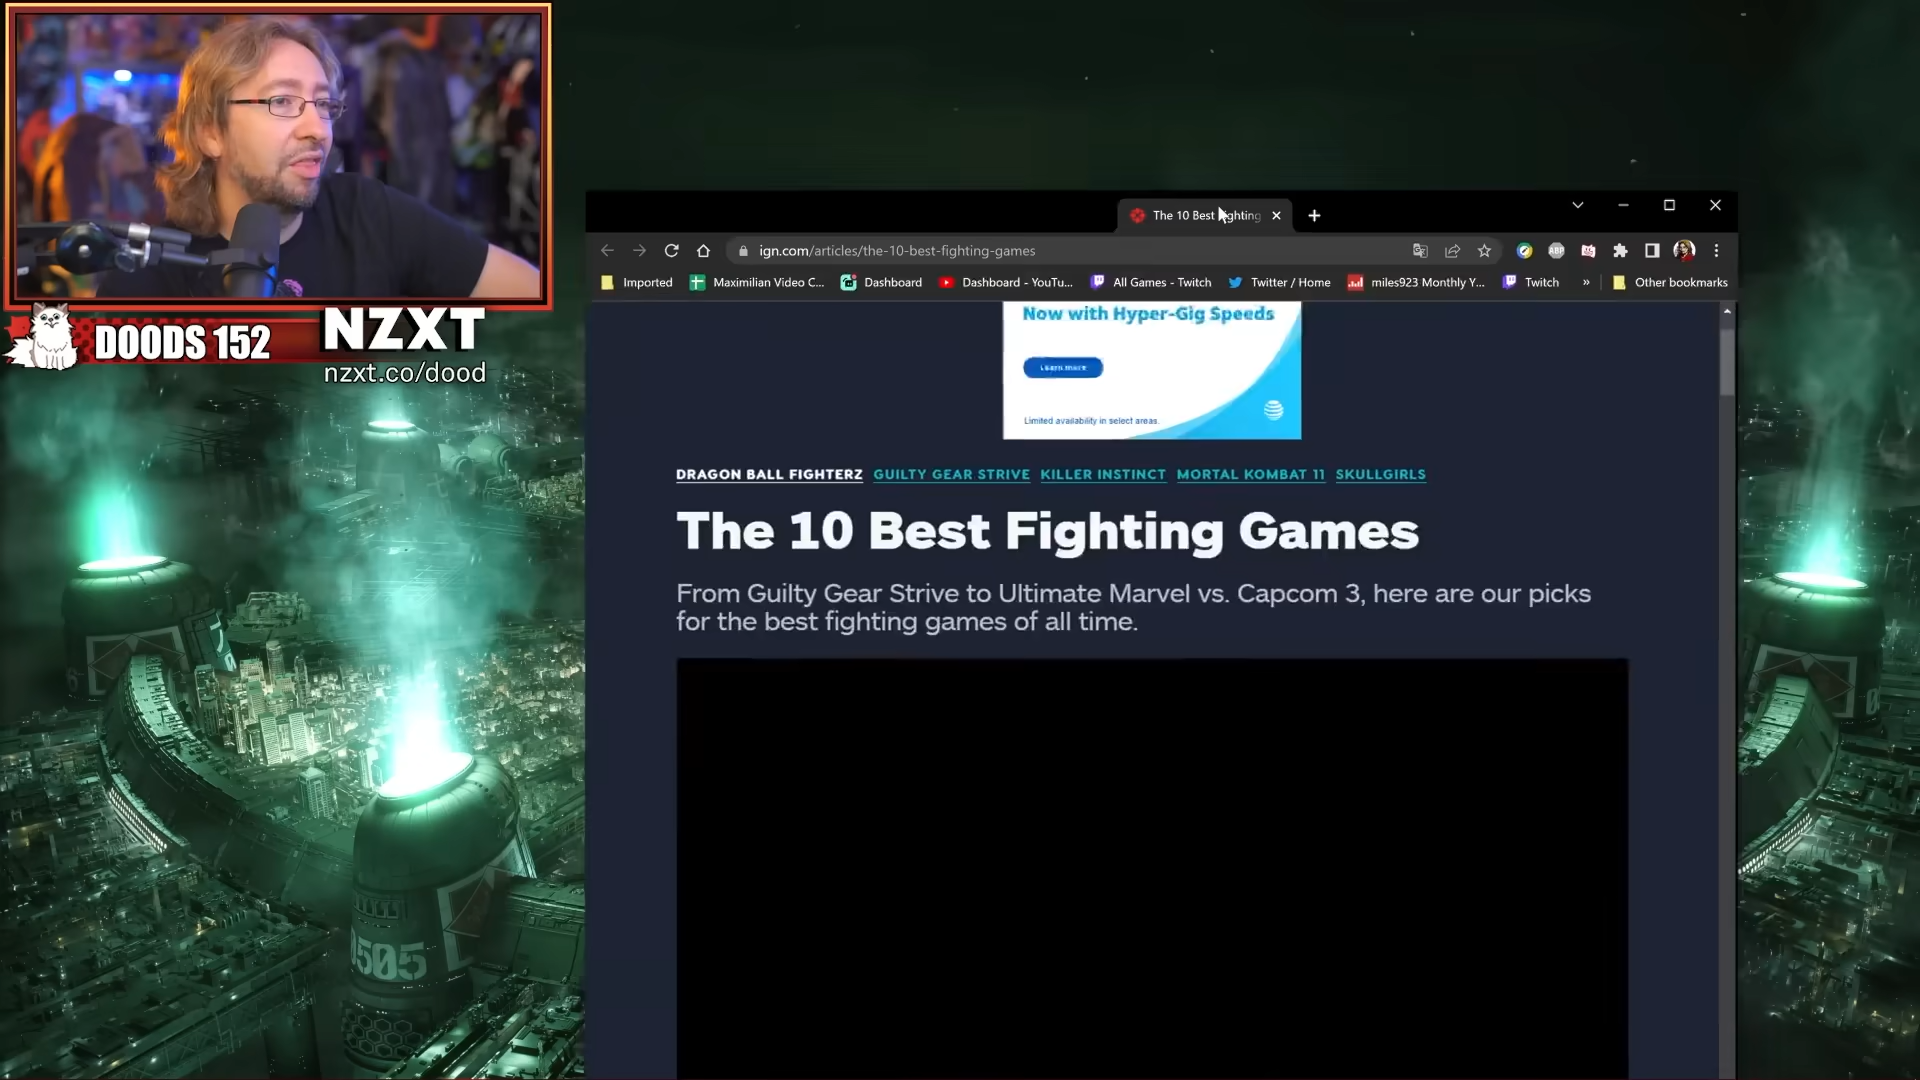 DOODS 152
NZXT
nzxt.co/dood
The 10 Best Fighting
ign.com/articles/the-10-best-fighting-games
ABP
Imported
Maximilian Video C...
Dashboard
Dashboard - YouTu...
All Games - Twitch
Twitter / Home
miles923 Monthly Y...
Twitch
»
Other bookmarks
Now with Hyper-Gig Speeds
Learn more
Limited availability in select areas.
DRAGON BALL FIGHTERZ GUILTY GEAR STRIVE KILLER INSTINCT MORTAL KOMBAT 11 SKULLGIRLS
The 10 Best Fighting Games
From Guilty Gear Strive to Ultimate Marvel vs. Capcom 3, here are our picks
for the best fighting games of all time.
0505